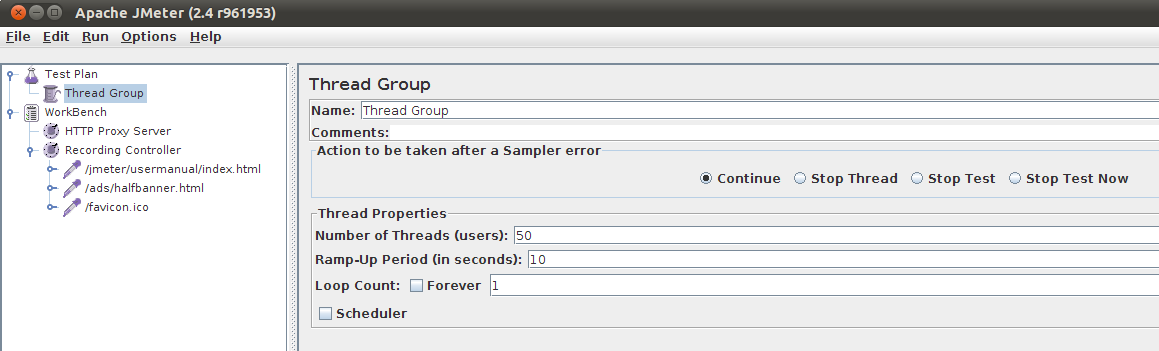 Apache JMeter (2.4 r961953)
File Edit Run Options Help
Test Plan
Thread Group
WorkBench
HTTP Proxy Server
Recording Controller
/jmeter/usermanual/index.html
/ads/halfbanner.html
/favicon.ico
Thread Group
Name: Thread Group
Comments:
Action to be taken after a Sampler error
Continue Stop Thread Stop Test Stop Test Now
Thread Properties
Number of Threads (users): 50
Ramp-Up Period (in seconds): 10
Loop Count: Forever 1
Scheduler